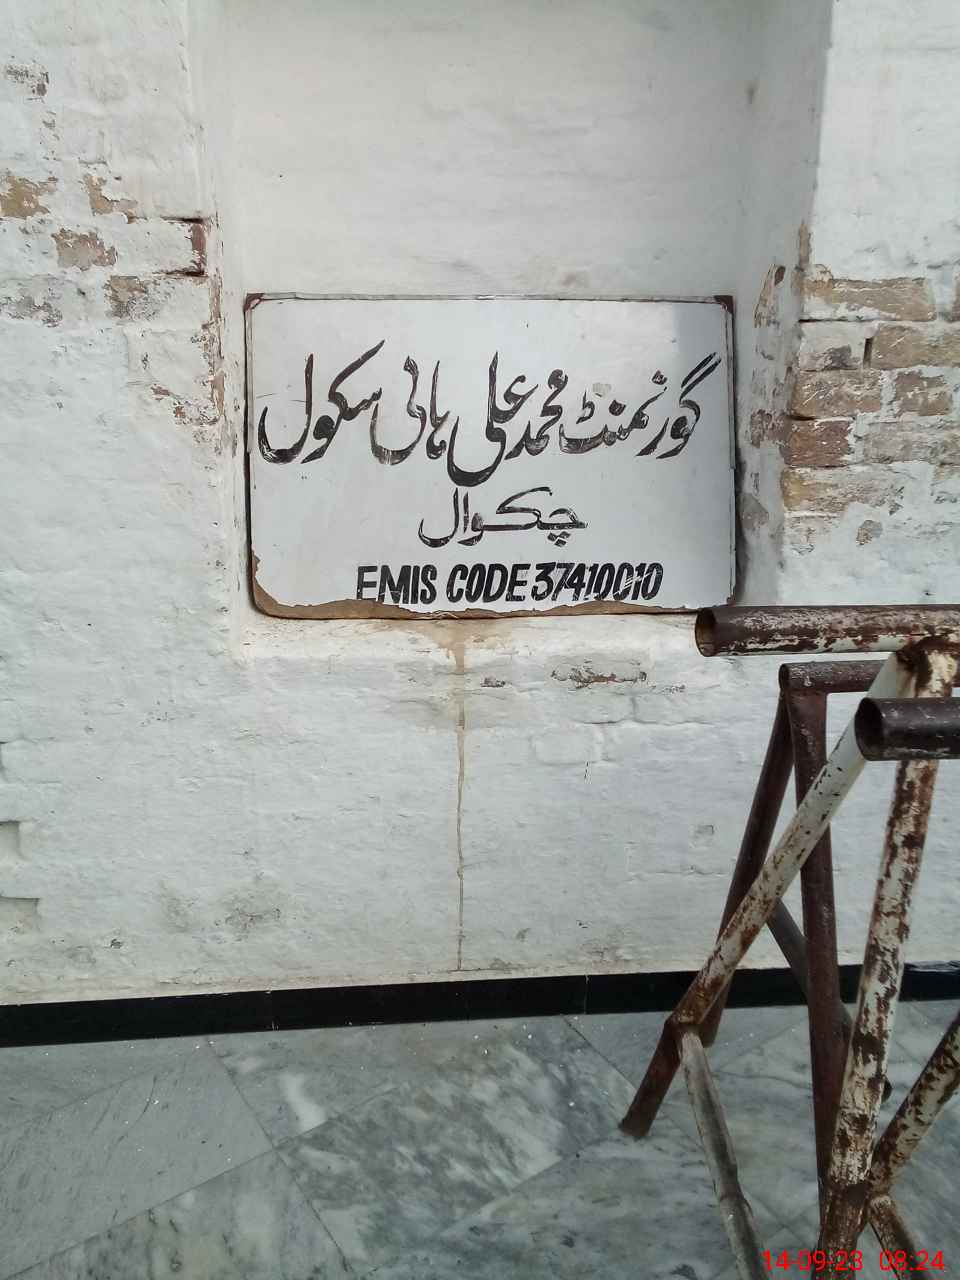 گورنمنٹ محمد علی ہائی سکول
چکوال
EMIS CODE 37410010
14-09-23 08:24